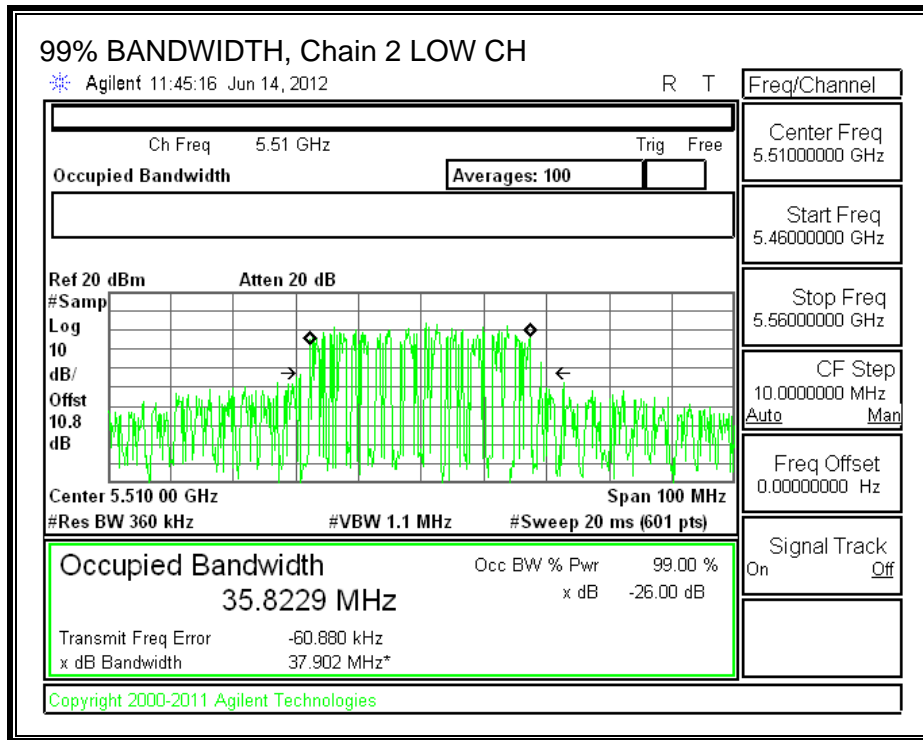 99% BANDWIDTH, Chain 2 LOW CH
Agilent 11:45:16 Jun 14, 2012 R T
Freq/Channel
Ch Freq 5.51 GHz Trig Free
Occupied Bandwidth Averages: 100
Center Freq
5.51000000 GHz
Start Freq
5.46000000 GHz
Stop Freq
5.56000000 GHz
CF Step
10.0000000 MHz
Auto Man
Freq Offset
0.00000000 Hz
Signal Track
On Off
Ref 20 dBm Atten 20 dB
#Samp
Log
10
dB/
Offst
10.8
dB
Center 5.510 00 GHz Span 100 MHz
#Res BW 360 kHz #VBW 1.1 MHz #Sweep 20 ms (601 pts)
Occupied Bandwidth Occ BW % Pwr 99.00 %
35.8229 MHz x dB -26.00 dB
Transmit Freq Error -60.880 kHz
x dB Bandwidth 37.902 MHz*
Copyright 2000-2011 Agilent Technologies